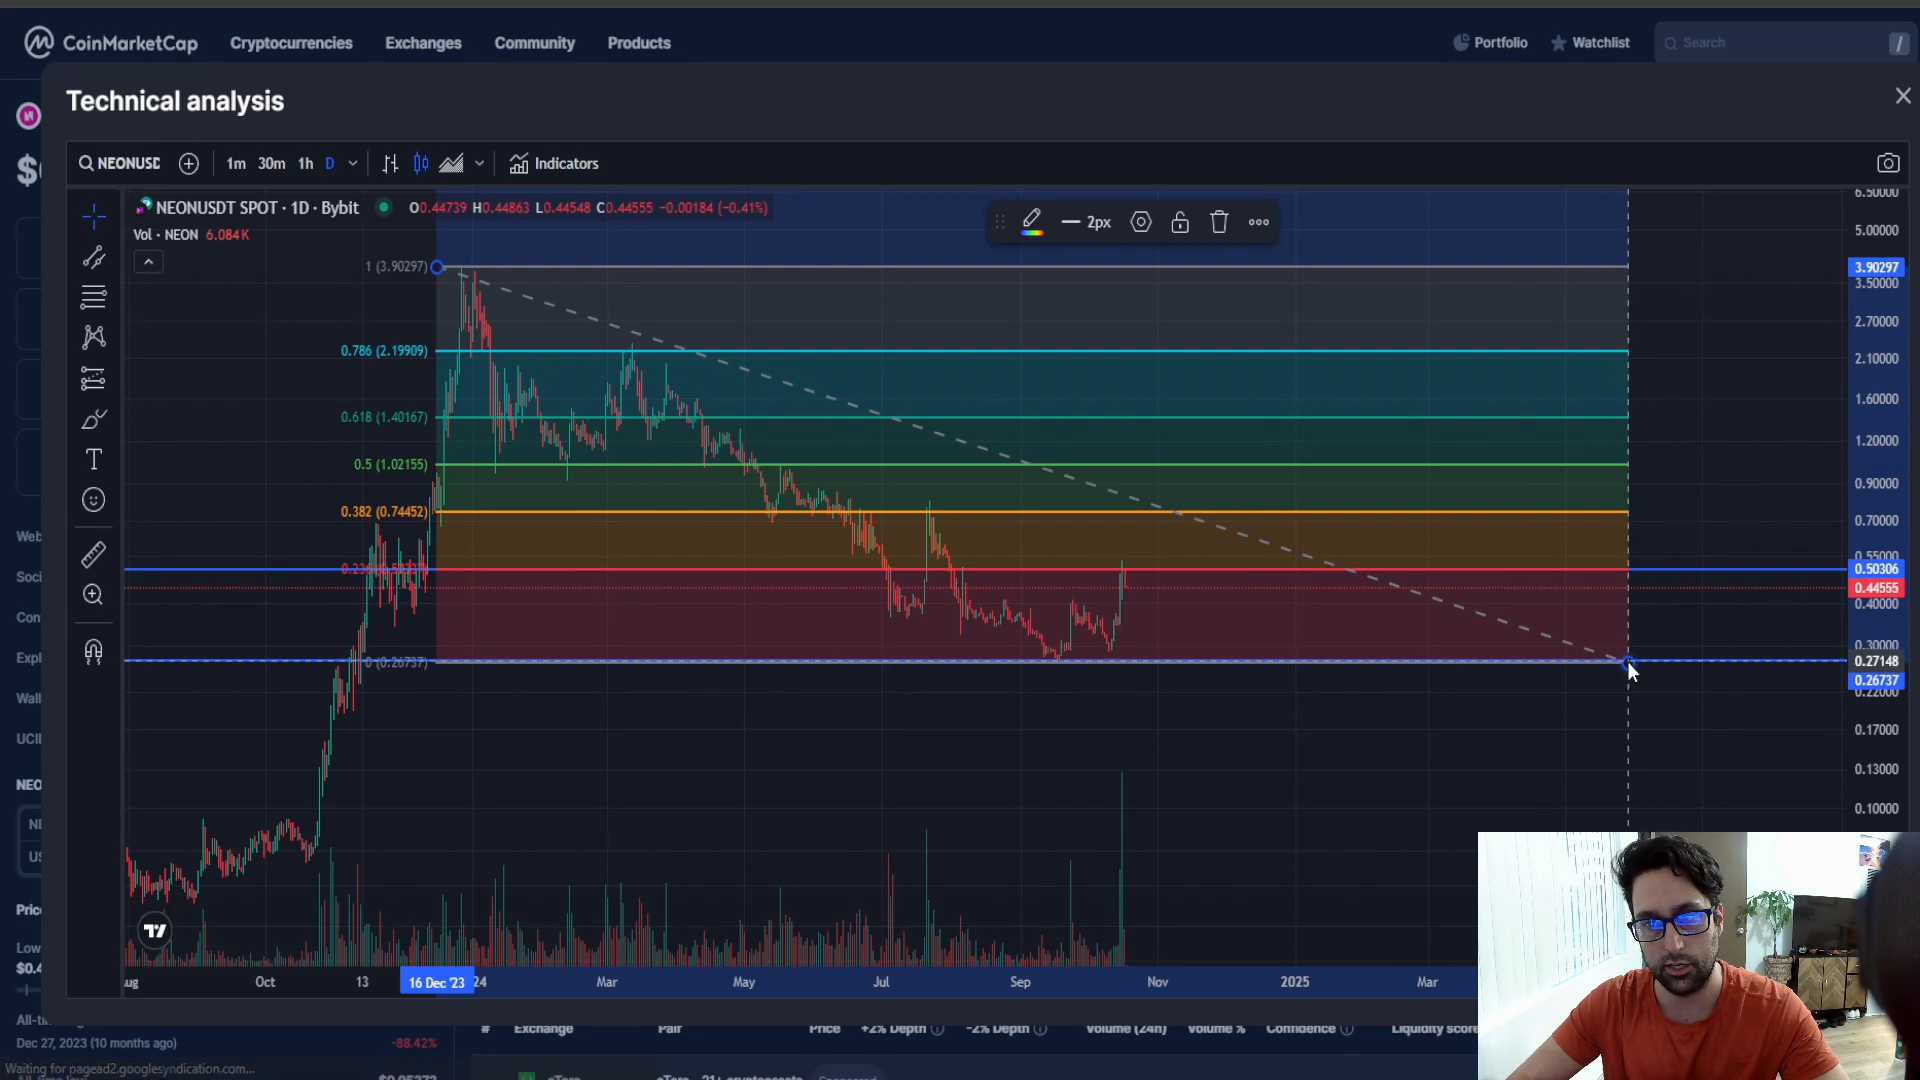 CoinMarketCap Cryptocurrencies Exchanges Community Products Portfolio Watchlist Search /
Technical analysis
NEONUSD 1m 30m 1h D Indicators
NEONUSDT SPOT · 1D · Bybit O0.44739 H0.44863 L0.44548 C0.44555 −0.00184 (−0.41%)
Vol · NEON 6.084K
2px
1 (3.90297)
0.786 (2.19909)
0.618 (1.40167)
0.5 (1.02155)
0.382 (0.74452)
0 (0.26737)
6.50000
5.00000
3.90297
3.50000
2.70000
2.10000
1.60000
1.20000
0.90000
0.70000
0.55000
0.50306
0.44555
0.40000
0.30000
0.27148
0.26737
0.22000
0.17000
0.13000
0.10000
Oct 13 16 Dec '23 24 Mar May Jul Sep Nov 2025 Mar
# Exchange Pair Price +2% Depth -2% Depth Volume (24h) Volume % Confidence Liquidity score
Dec 27, 2023 (10 months ago) -88.42%
Waiting for pagead2.googlesyndication.com...